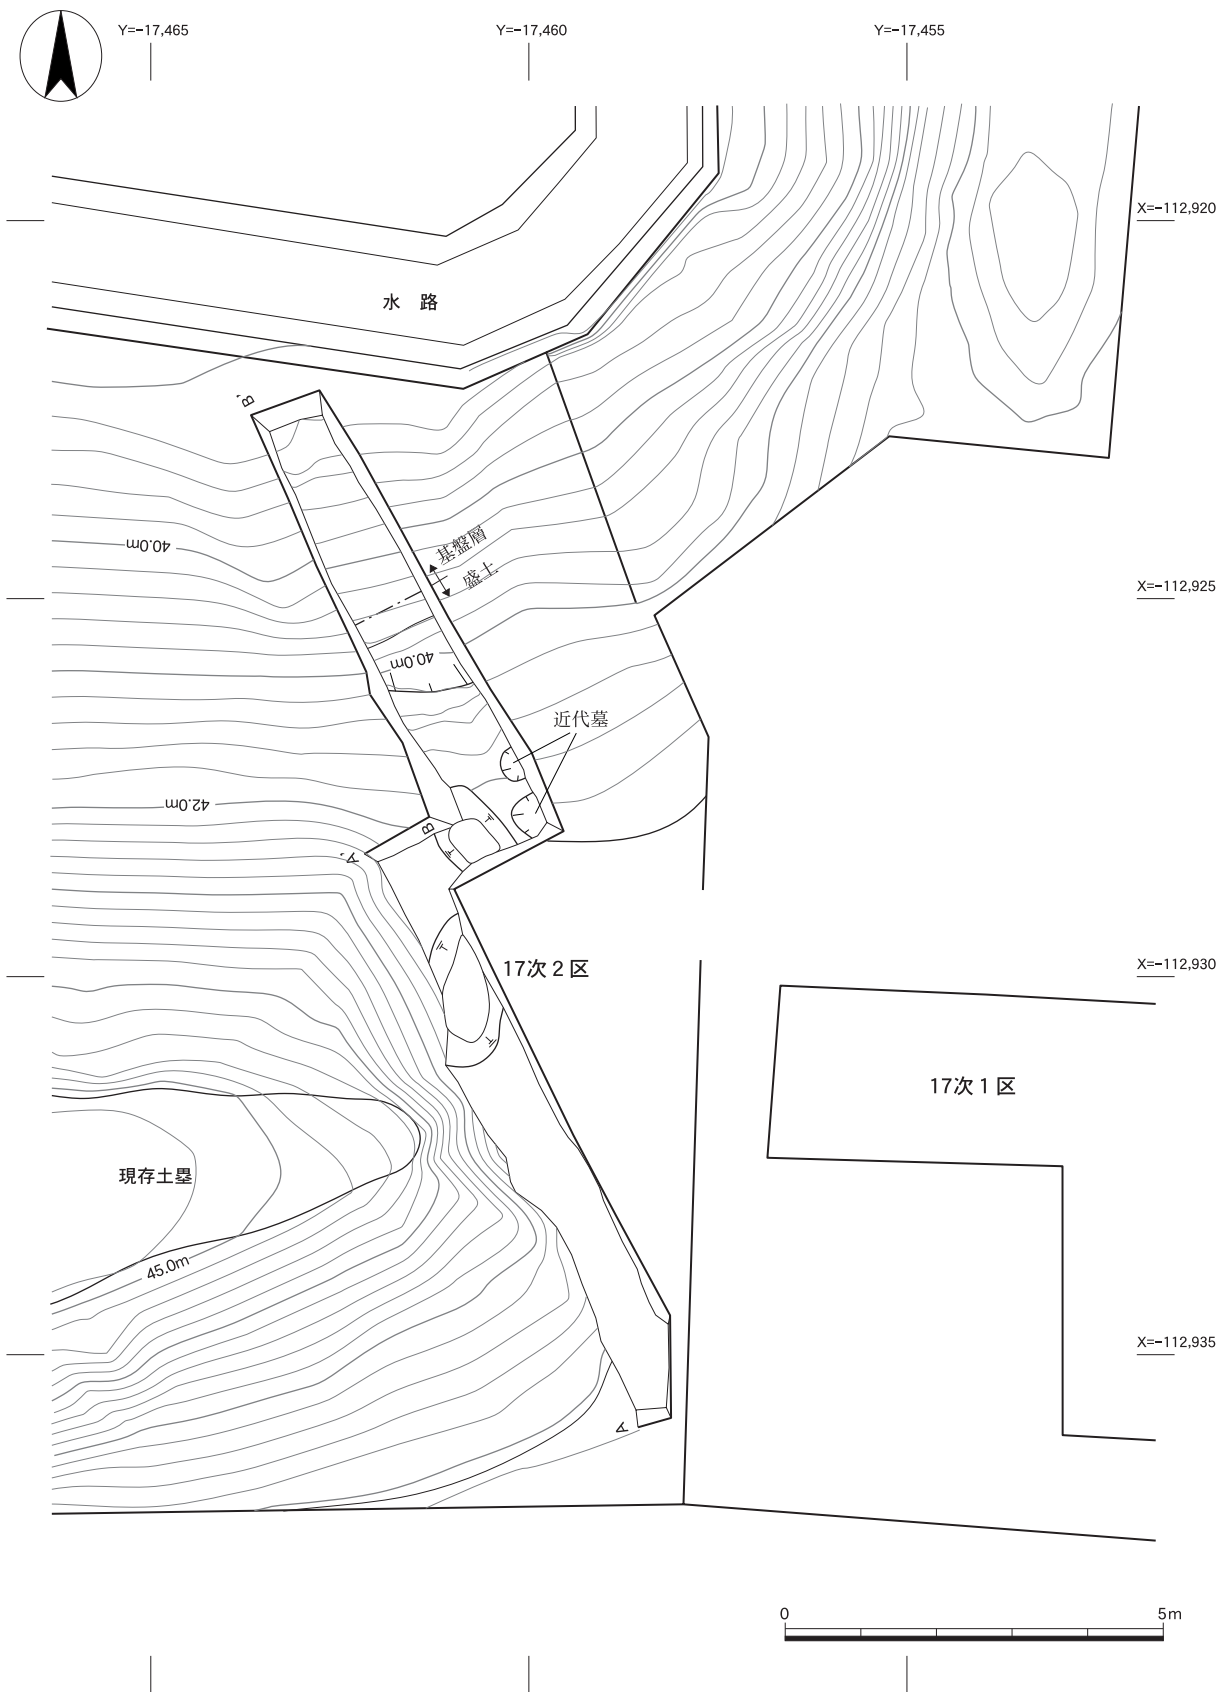 Y=−17,465
Y=−17,460
Y=−17,455
X=−112,920
水 路
B'
基盤層
盛土
40.0m
X=−112,925
40.0m
近代墓
42.0m
B
A'
17次２区
X=−112,930
17次１区
現存土塁
45.0m
X=−112,935
A
0
5m